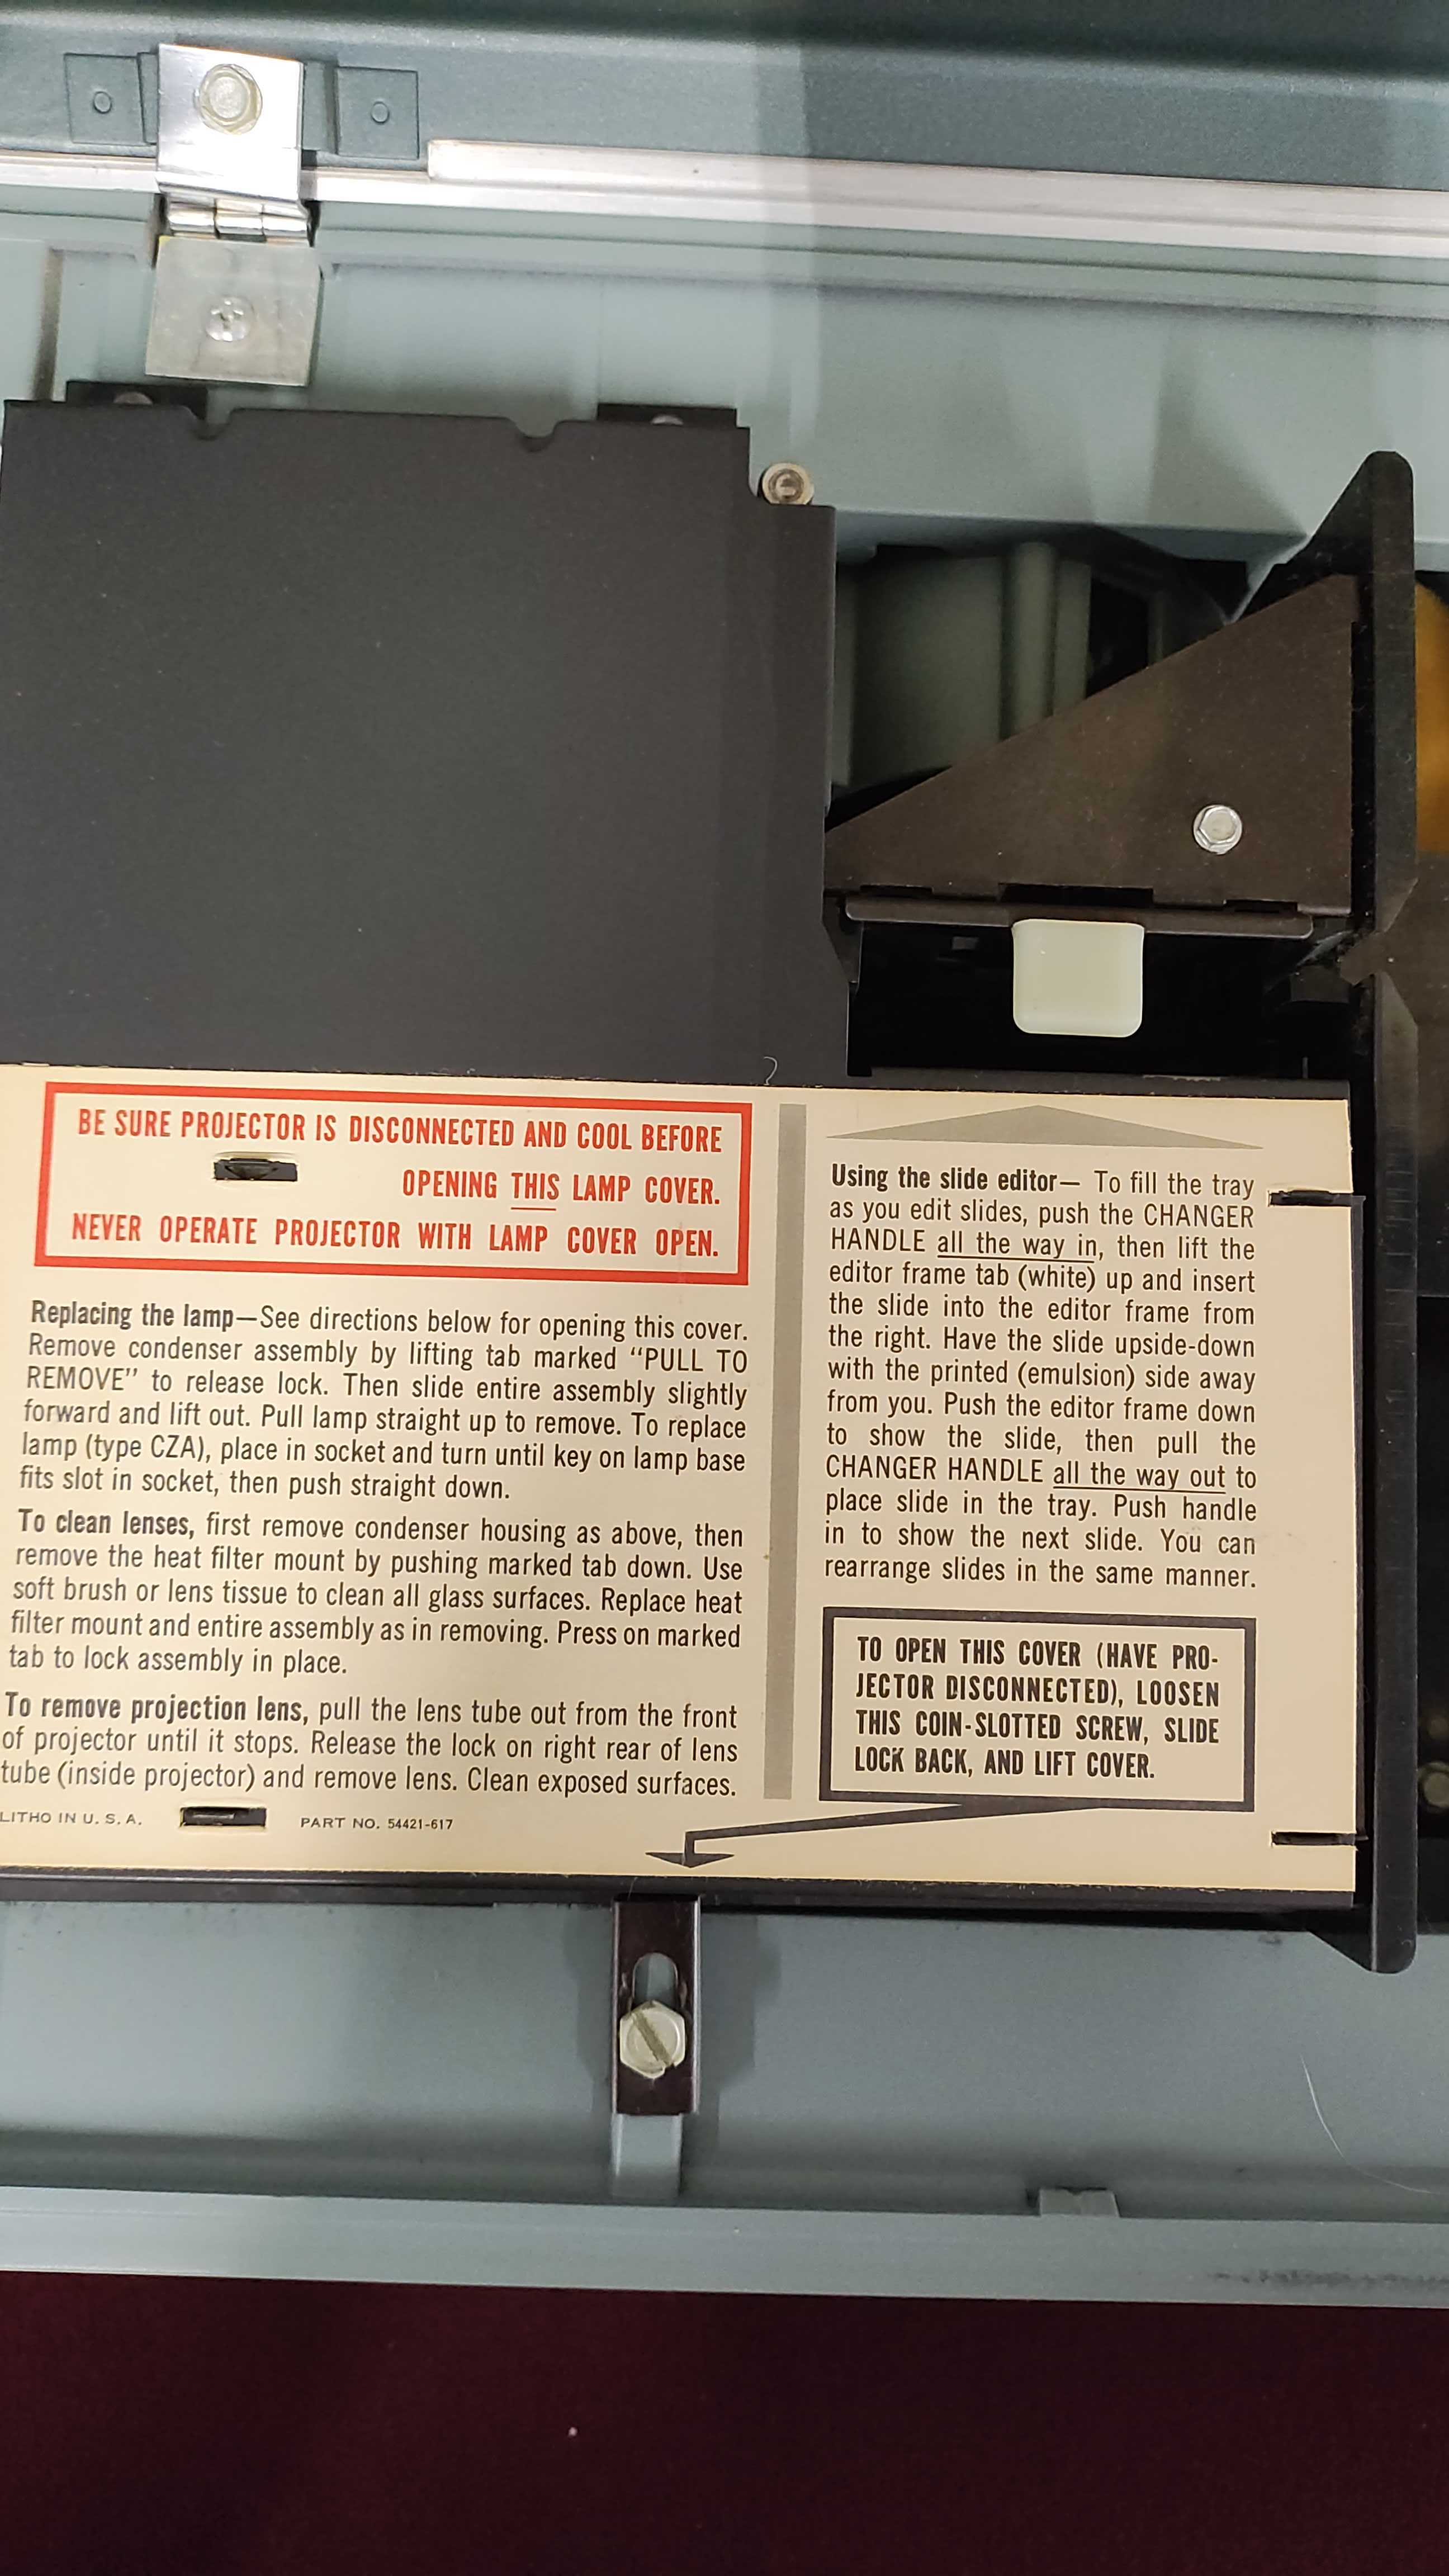 BE SURE PROJECTOR IS DISCONNECTED AND COOL BEFORE
OPENING THIS LAMP COVER.
NEVER OPERATE PROJECTOR WITH LAMP COVER OPEN.
Replacing the lamp—See directions below for opening this cover.
Remove condenser assembly by lifting tab marked “PULL TO
REMOVE” to release lock. Then slide entire assembly slightly
forward and lift out. Pull lamp straight up to remove. To replace
lamp (type CZA), place in socket and turn until key on lamp base
fits slot in socket, then push straight down.
To clean lenses, first remove condenser housing as above, then
remove the heat filter mount by pushing marked tab down. Use
soft brush or lens tissue to clean all glass surfaces. Replace heat
filter mount and entire assembly as in removing. Press on marked
tab to lock assembly in place.
To remove projection lens, pull the lens tube out from the front
of projector until it stops. Release the lock on right rear of lens
tube (inside projector) and remove lens. Clean exposed surfaces.
LITHO IN U. S. A.
PART NO. 54421-617
Using the slide editor— To fill the tray
as you edit slides, push the CHANGER
HANDLE all the way in, then lift the
editor frame tab (white) up and insert
the slide into the editor frame from
the right. Have the slide upside-down
with the printed (emulsion) side away
from you. Push the editor frame down
to show the slide, then pull the
CHANGER HANDLE all the way out to
place slide in the tray. Push handle
in to show the next slide. You can
rearrange slides in the same manner.
TO OPEN THIS COVER (HAVE PRO-
JECTOR DISCONNECTED), LOOSEN
THIS COIN-SLOTTED SCREW, SLIDE
LOCK BACK, AND LIFT COVER.